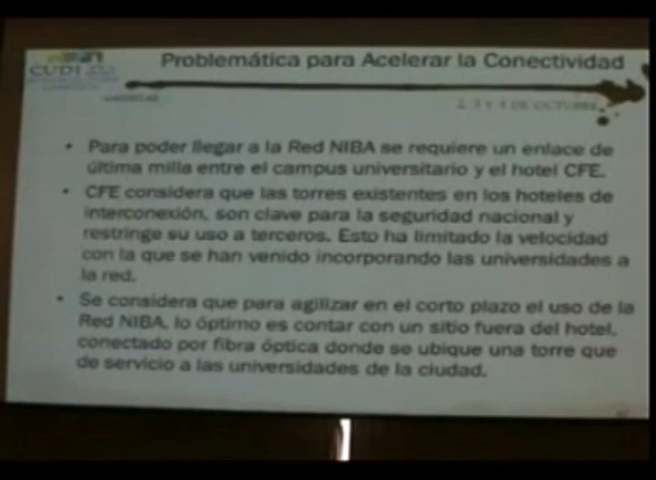 CUDI
Problemática para Acelerar la Conectividad
2, 3 Y 4 DE OCTUBRE
• Para poder llegar a la Red NIBA se requiere un enlace de
última milla entre el campus universitario y el hotel CFE.
• CFE considera que las torres existentes en los hoteles de
interconexión, son clave para la seguridad nacional y
restringe su uso a terceros. Esto ha limitado la velocidad
con la que se han venido incorporando las universidades a
la red.
• Se considera que para agilizar en el corto plazo el uso de la
Red NIBA, lo óptimo es contar con un sitio fuera del hotel,
conectado por fibra óptica donde se ubique una torre que
de servicio a las universidades de la ciudad.